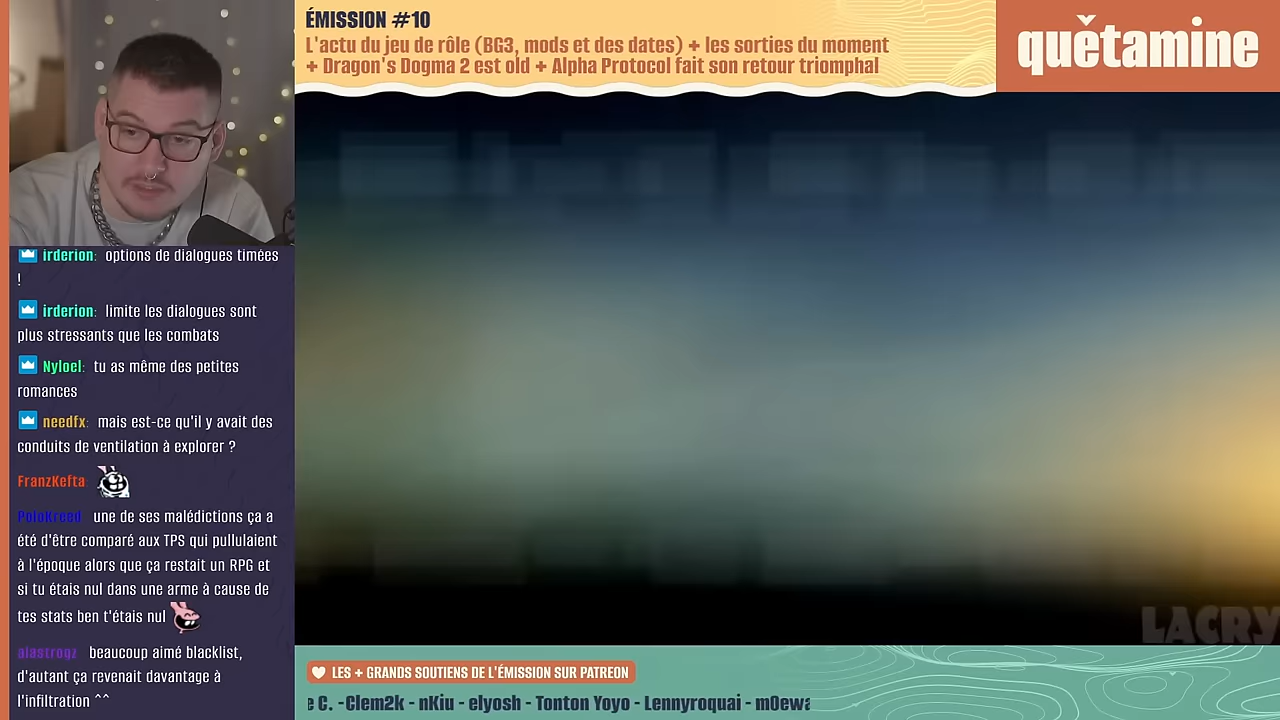 ÉMISSION #10
L'actu du jeu de rôle (BG3, mods et des dates) + les sorties du moment
+ Dragon's Dogma 2 est old + Alpha Protocol fait son retour triomphal
quětamine
irderion: options de dialogues timées
!
irderion: limite les dialogues sont
plus stressants que les combats
Nyloel: tu as même des petites
romances
needfx: mais est-ce qu'il y avait des
conduits de ventilation à explorer ?
FranzKefta:
PoloKreed une de ses malédictions ça a
été d'être comparé aux TPS qui pullulaient
à l'époque alors que ça restait un RPG et
si tu étais nul dans une arme à cause de
tes stats ben t'étais nul
alastrogz beaucoup aimé blacklist,
d'autant ça revenait davantage à
l'infiltration ^^
LACRY
LES + GRANDS SOUTIENS DE L'ÉMISSION SUR PATREON
C. -Clem2k - nKiu - elyosh - Tonton Yoyo - Lennyroquai - m0ewa